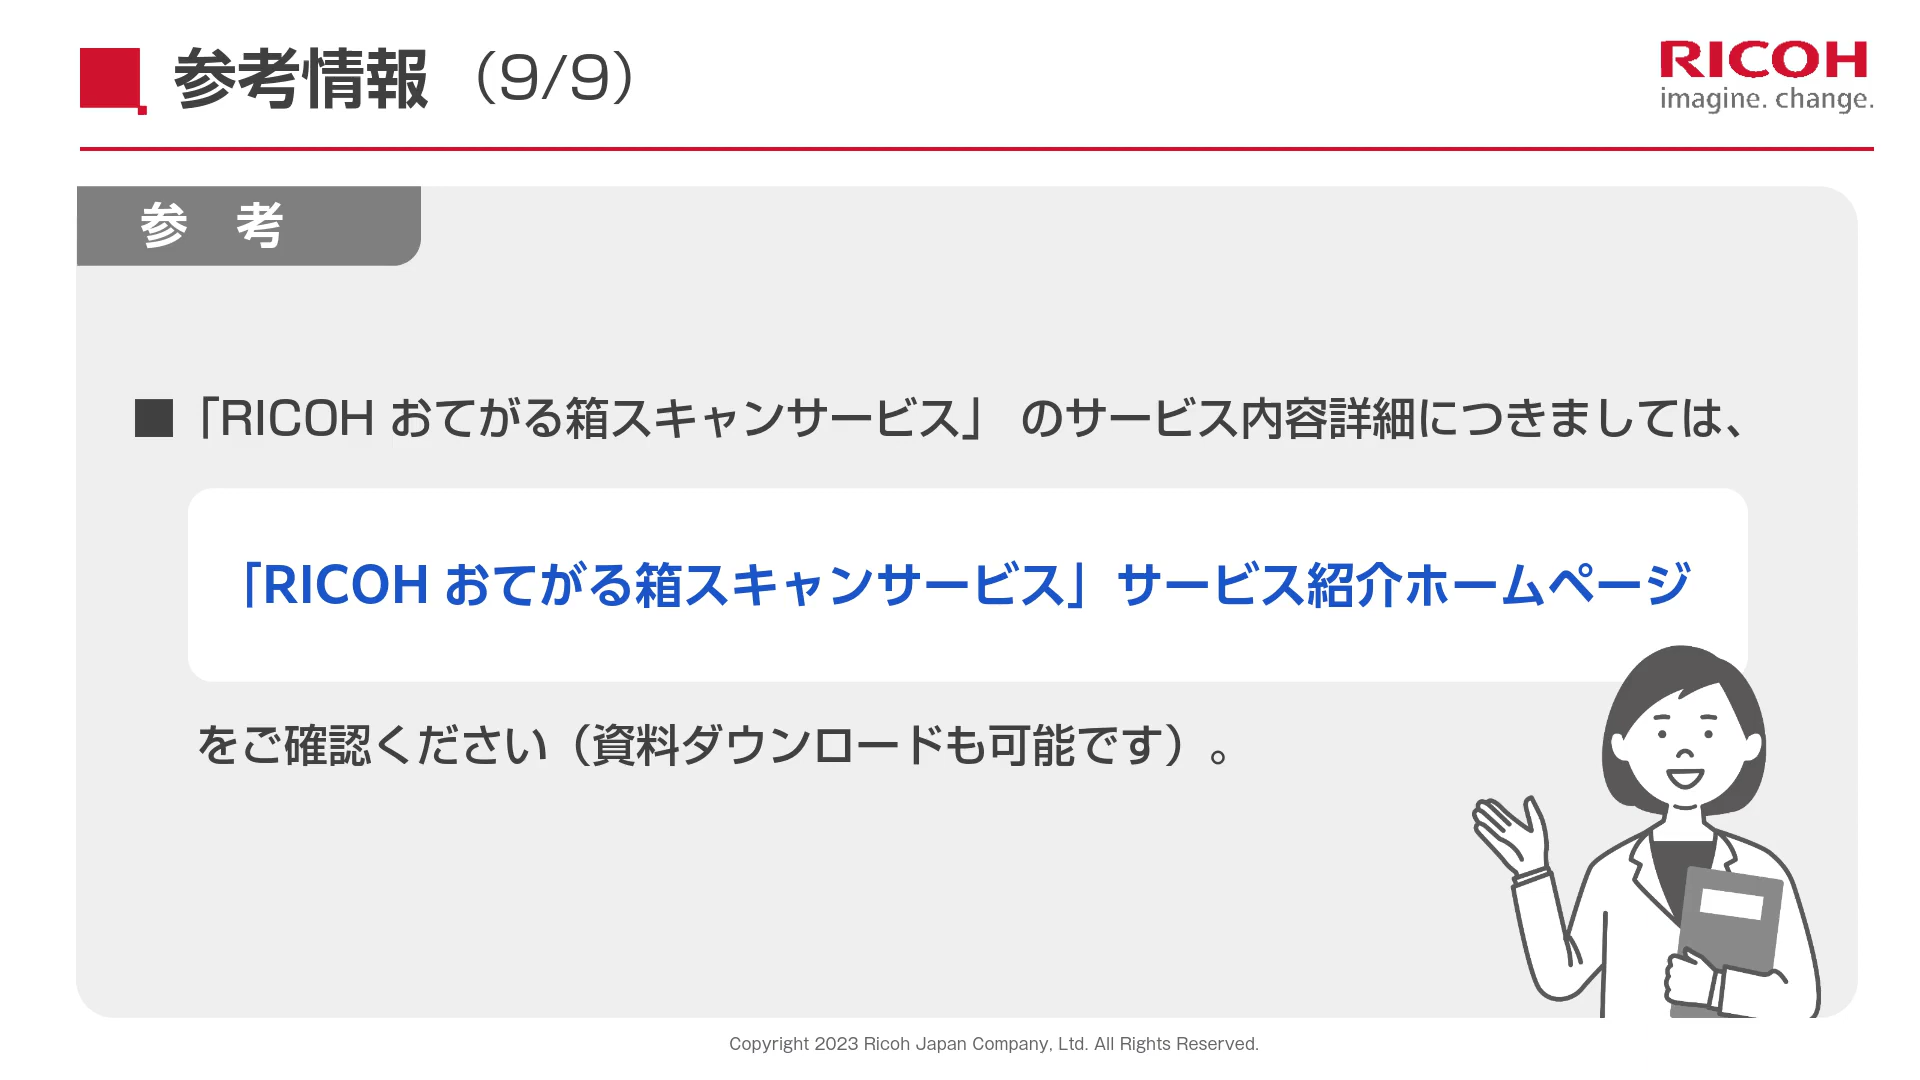 参考情報 （9/9）
RICOH
imagine. change.
参　考
■「RICOH おてがる箱スキャンサービス」 のサービス内容詳細につきましては、
「RICOH おてがる箱スキャンサービス」サービス紹介ホームページ
をご確認ください（資料ダウンロードも可能です）。
Copyright 2023 Ricoh Japan Company, Ltd. All Rights Reserved.